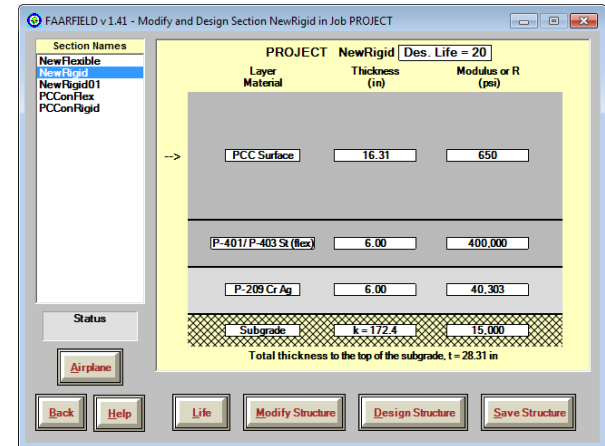 FAARFIELD v 1.41 - Modify and Design Section NewRigid in Job PROJECT
Section Names
NewFlexible
NewRigid
NewRigid01
PCConFlex
PCConRigid
PROJECT NewRigid Des. Life = 20
Layer Material Thickness (in) Modulus or R (psi)
--> PCC Surface 16.31 650
P-401/ P-403 St (flex) 6.00 400,000
P-209 Cr Ag 6.00 40,303
Subgrade k = 172.4 15,000
Total thickness to the top of the subgrade, t = 28.31 in
Status
Airplane
Back Help Life Modify Structure Design Structure Save Structure